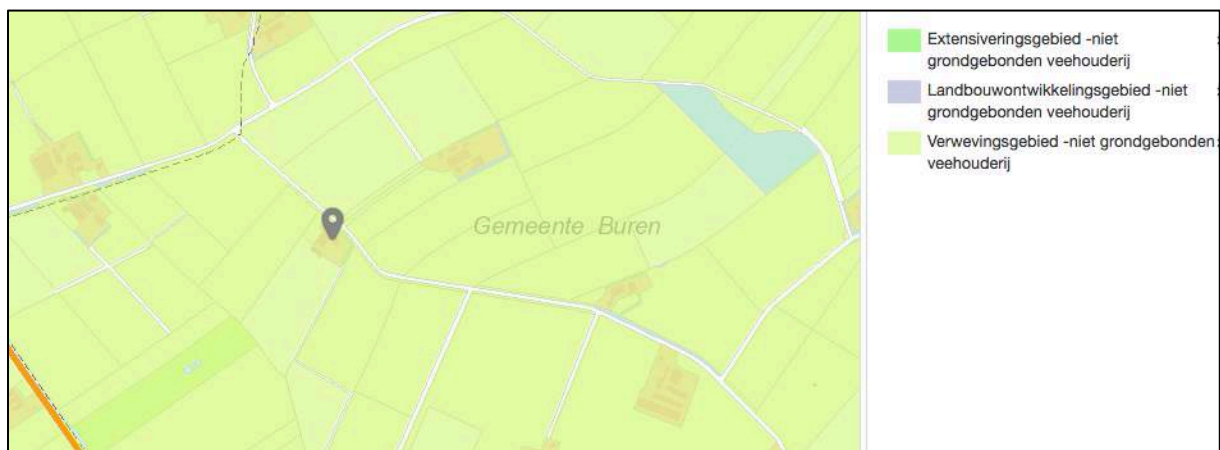 Gemeente Buren
Extensiveringsgebied -niet
grondgebonden veehouderij
Landbouwontwikkelingsgebied -niet
grondgebonden veehouderij
Verwevingsgebied -niet grondgebonden
veehouderij